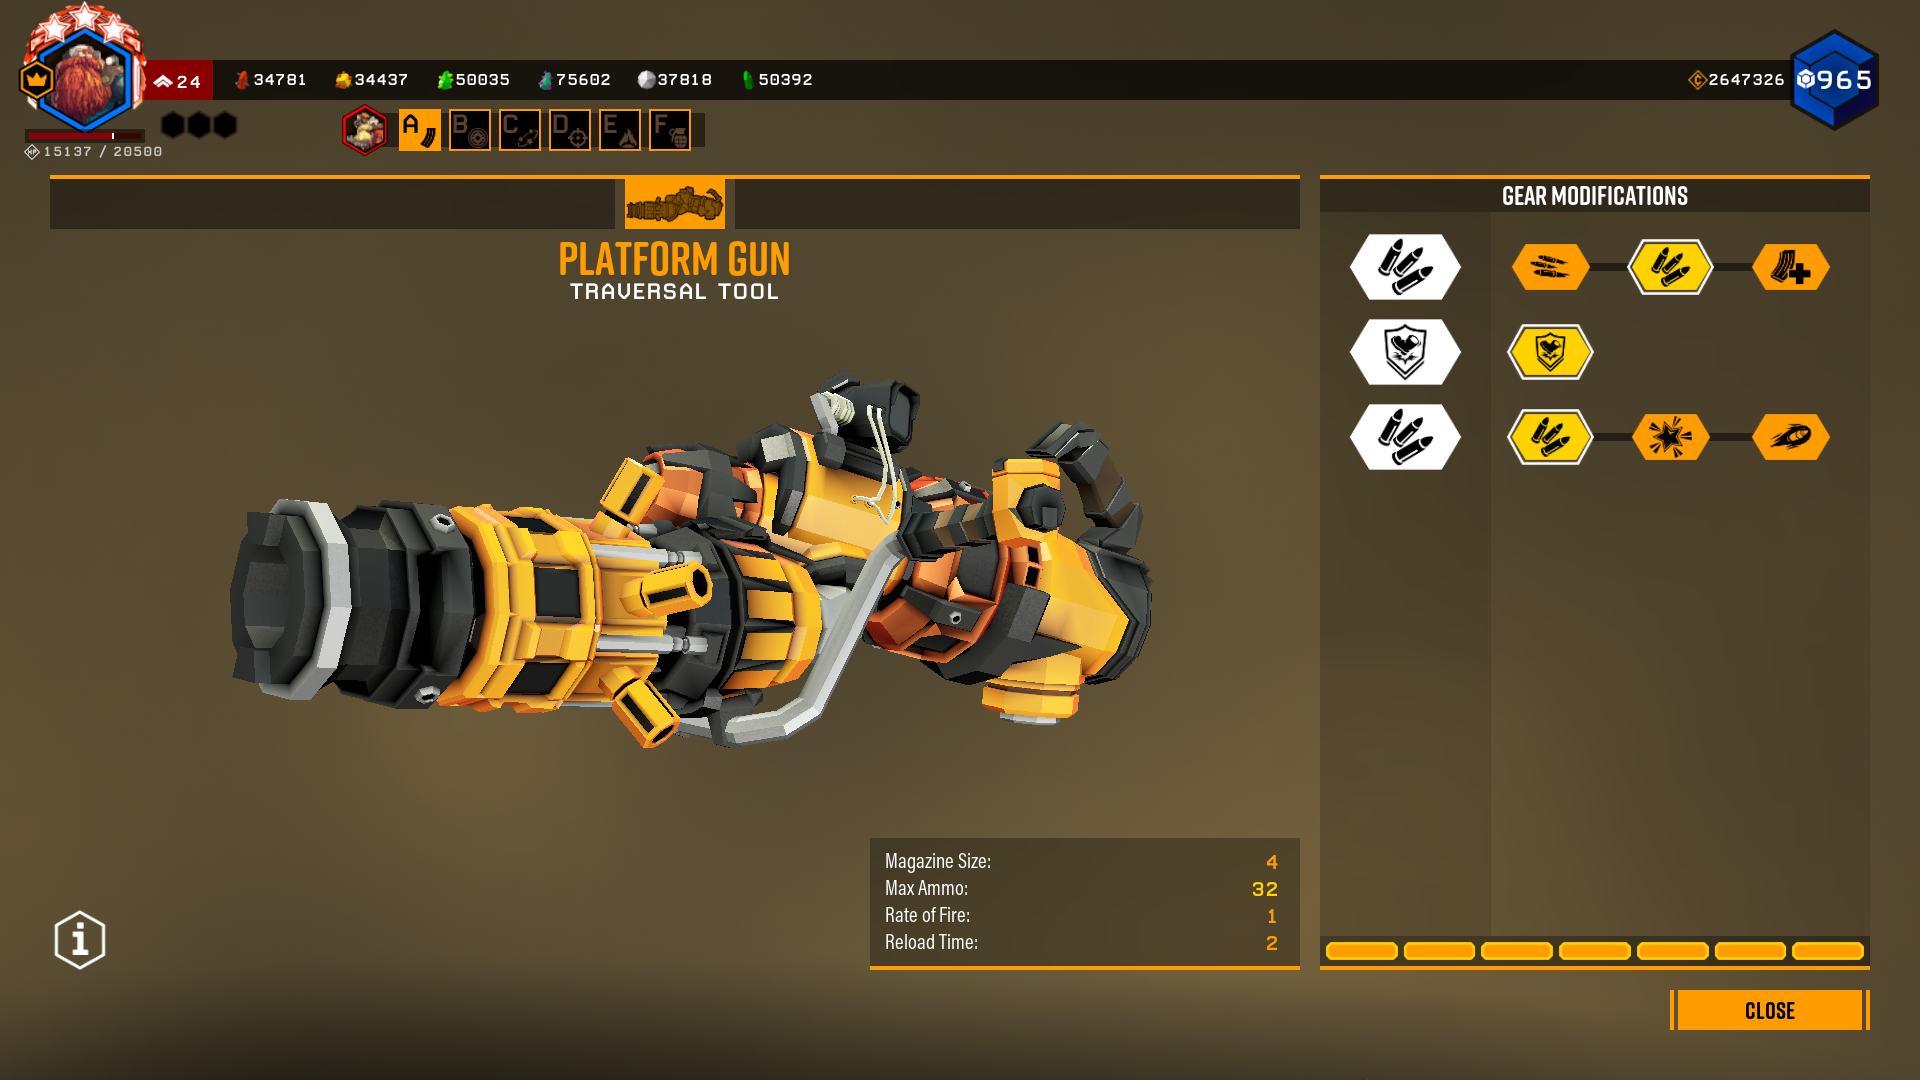 24
34781
34437
50035
75602
37818
50392
2647326
965
15137 / 20500
A
B
C
D
E
F
PLATFORM GUN
TRAVERSAL TOOL
GEAR MODIFICATIONS
Magazine Size: 4
Max Ammo: 32
Rate of Fire: 1
Reload Time: 2
CLOSE